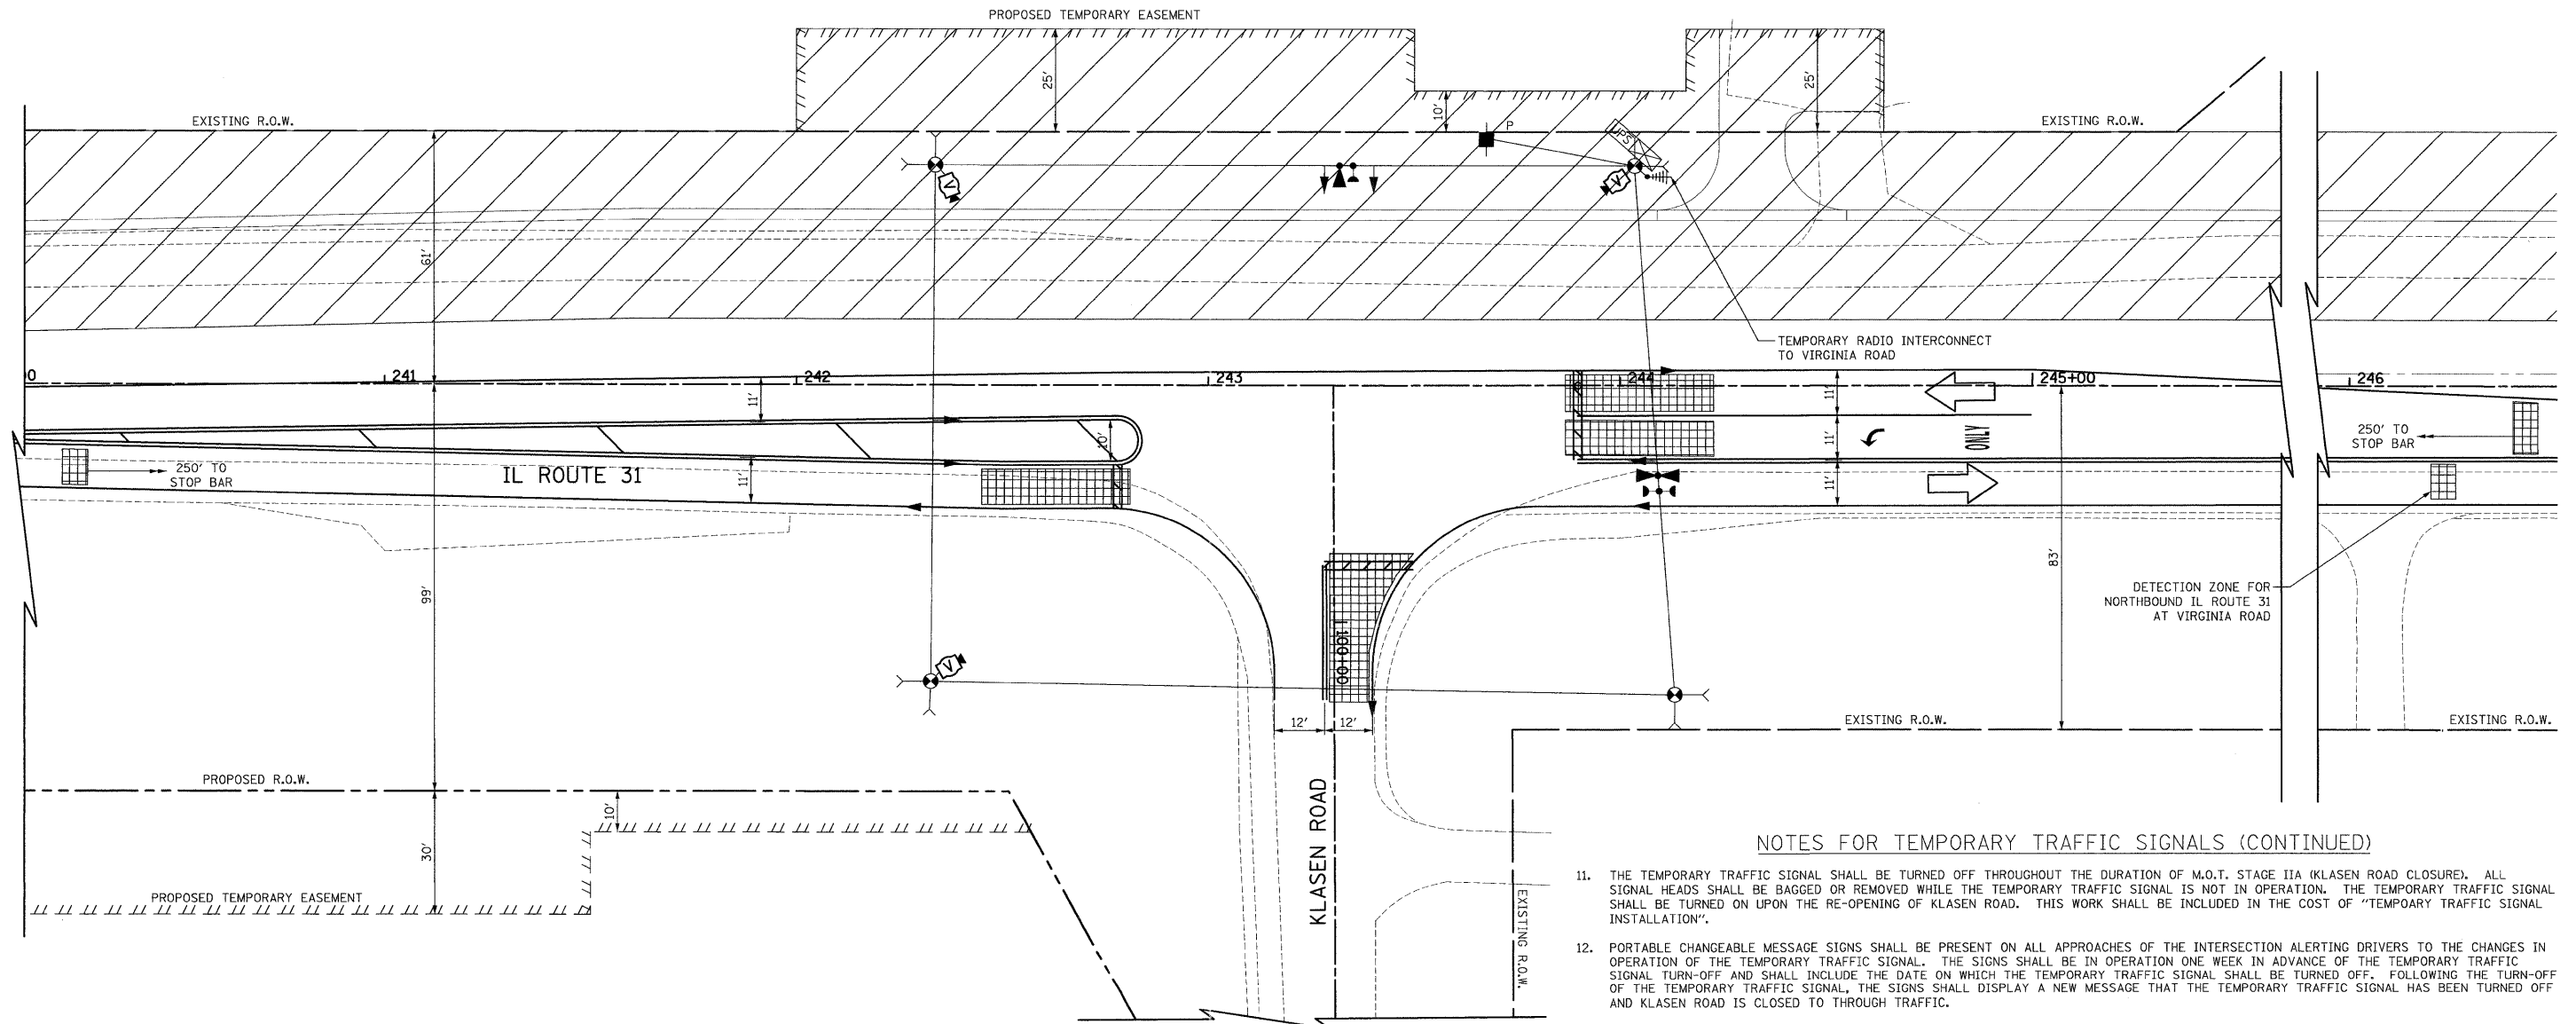 PROPOSED TEMPORARY EASEMENT
25'
25'
10'
EXISTING R.O.W.
P
UPS
EXISTING R.O.W.
V
V
61'
TEMPORARY RADIO INTERCONNECT
TO VIRGINIA ROAD
0
241
242
243
244
245+00
246
11'
11'
10'
11'
ONLY
250' TO
STOP BAR
250' TO
STOP BAR
IL ROUTE 31
11'
11'
99'
83'
DETECTION ZONE FOR
NORTHBOUND IL ROUTE 31
AT VIRGINIA ROAD
100+00
V
12'
12'
EXISTING R.O.W.
EXISTING R.O.W.
PROPOSED R.O.W.
10'
30'
KLASEN ROAD
PROPOSED TEMPORARY EASEMENT
EXISTING R.O.W.
NOTES FOR TEMPORARY TRAFFIC SIGNALS (CONTINUED)
11. THE TEMPORARY TRAFFIC SIGNAL SHALL BE TURNED OFF THROUGHOUT THE DURATION OF M.O.T. STAGE IIA (KLASEN ROAD CLOSURE). ALL
SIGNAL HEADS SHALL BE BAGGED OR REMOVED WHILE THE TEMPORARY TRAFFIC SIGNAL IS NOT IN OPERATION. THE TEMPORARY TRAFFIC SIGNAL
SHALL BE TURNED ON UPON THE RE-OPENING OF KLASEN ROAD. THIS WORK SHALL BE INCLUDED IN THE COST OF "TEMPOARY TRAFFIC SIGNAL
INSTALLATION".
12. PORTABLE CHANGEABLE MESSAGE SIGNS SHALL BE PRESENT ON ALL APPROACHES OF THE INTERSECTION ALERTING DRIVERS TO THE CHANGES IN
OPERATION OF THE TEMPORARY TRAFFIC SIGNAL. THE SIGNS SHALL BE IN OPERATION ONE WEEK IN ADVANCE OF THE TEMPORARY TRAFFIC
SIGNAL TURN-OFF AND SHALL INCLUDE THE DATE ON WHICH THE TEMPORARY TRAFFIC SIGNAL SHALL BE TURNED OFF. FOLLOWING THE TURN-OFF
OF THE TEMPORARY TRAFFIC SIGNAL, THE SIGNS SHALL DISPLAY A NEW MESSAGE THAT THE TEMPORARY TRAFFIC SIGNAL HAS BEEN TURNED OFF
AND KLASEN ROAD IS CLOSED TO THROUGH TRAFFIC.